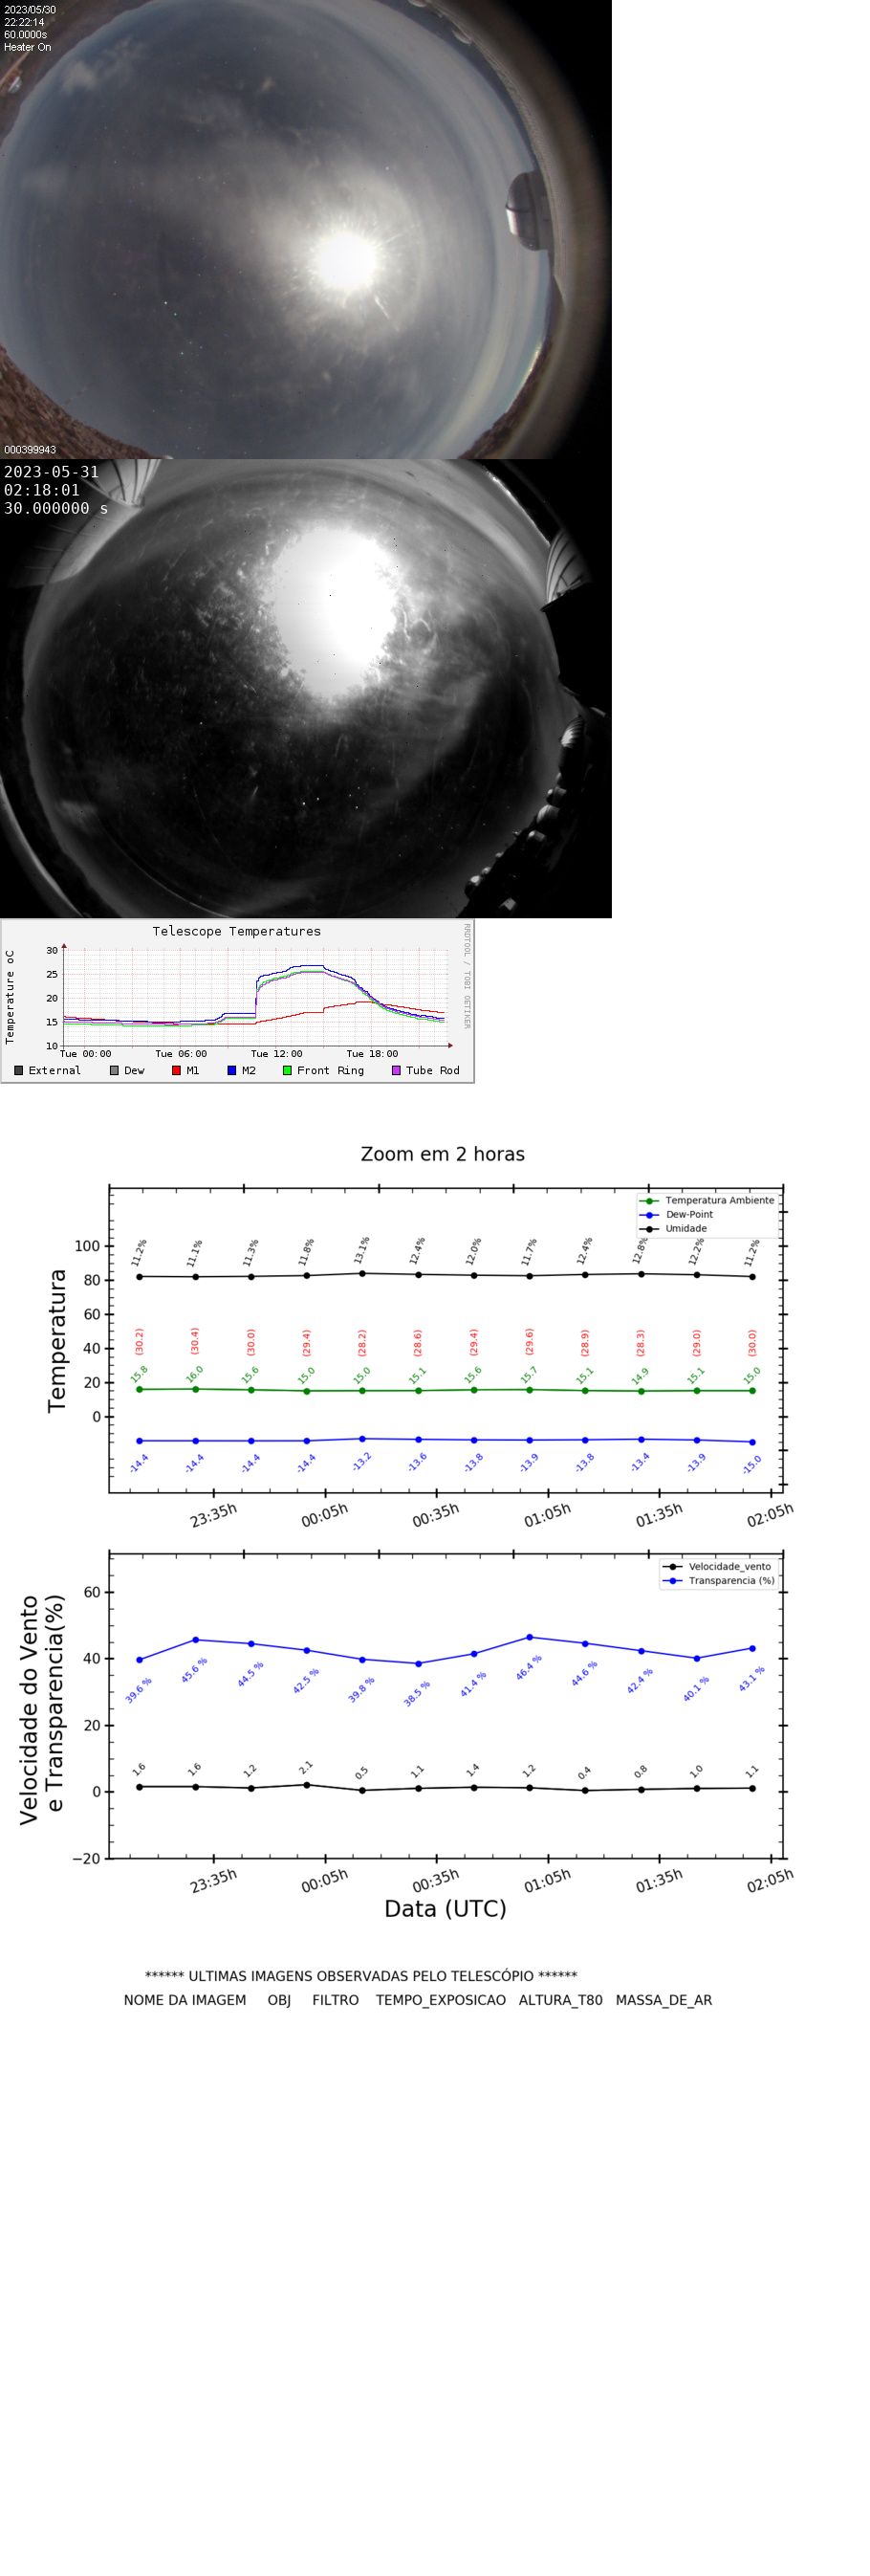 2023/05/30
22:22:14
60.0000s
Heater On
000399943
2023-05-31
02:18:01
30.000000 s
Telescope Temperatures
Temperature oC
RRDTOOL / TOBI OETIKER
30
25
20
15
10
Tue 00:00 Tue 06:00 Tue 12:00 Tue 18:00
External Dew M1 M2 Front Ring Tube Rod
Zoom em 2 horas
Temperatura
Temperatura Ambiente
Dew-Point
Umidade
100
80
60
40
20
0
11.2% 11.1% 11.3% 11.8% 13.1% 12.4% 12.0% 11.7% 12.4% 12.8% 12.2% 11.2%
(30.2) (30.4) (30.0) (29.4) (28.2) (28.6) (29.4) (29.6) (28.9) (28.3) (29.0) (30.0)
15.8 16.0 15.6 15.0 15.0 15.1 15.6 15.7 15.1 14.9 15.1 15.0
-14.4 -14.4 -14.4 -14.4 -13.2 -13.6 -13.8 -13.9 -13.8 -13.4 -13.9 -15.0
23:35h 00:05h 00:35h 01:05h 01:35h 02:05h
Velocidade do Vento
e Transparencia(%)
Velocidade_vento
Transparencia (%)
60
40
20
0
−20
39.6 % 45.6 % 44.5 % 42.5 % 39.8 % 38.5 % 41.4 % 46.4 % 44.6 % 42.4 % 40.1 % 43.1 %
1.6 1.6 1.2 2.1 0.5 1.1 1.4 1.2 0.4 0.8 1.0 1.1
23:35h 00:05h 00:35h 01:05h 01:35h 02:05h
Data (UTC)
****** ULTIMAS IMAGENS OBSERVADAS PELO TELESCÓPIO ******
NOME DA IMAGEM OBJ FILTRO TEMPO_EXPOSICAO ALTURA_T80 MASSA_DE_AR